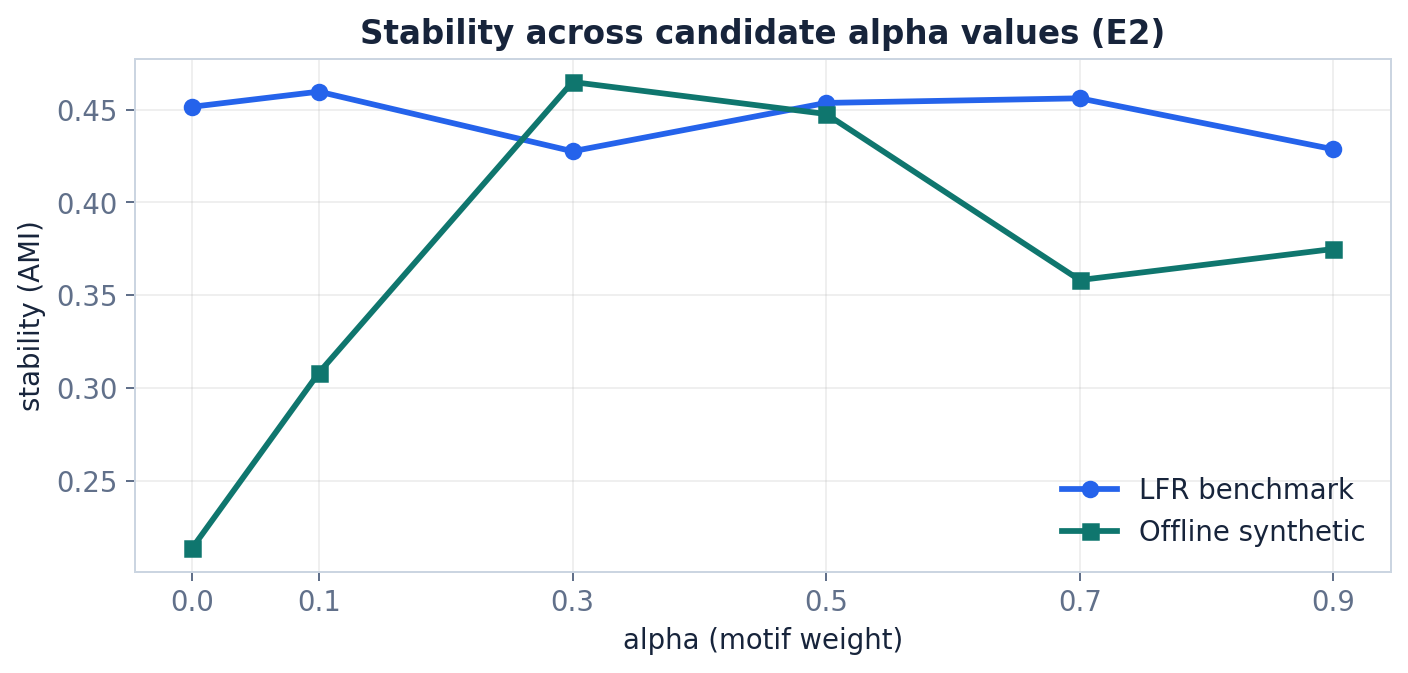 Stability across candidate alpha values (E2)
stability (AMI)
0.45
0.40
0.35
0.30
0.25
LFR benchmark
Offline synthetic
0.0 0.1 0.3 0.5 0.7 0.9
alpha (motif weight)